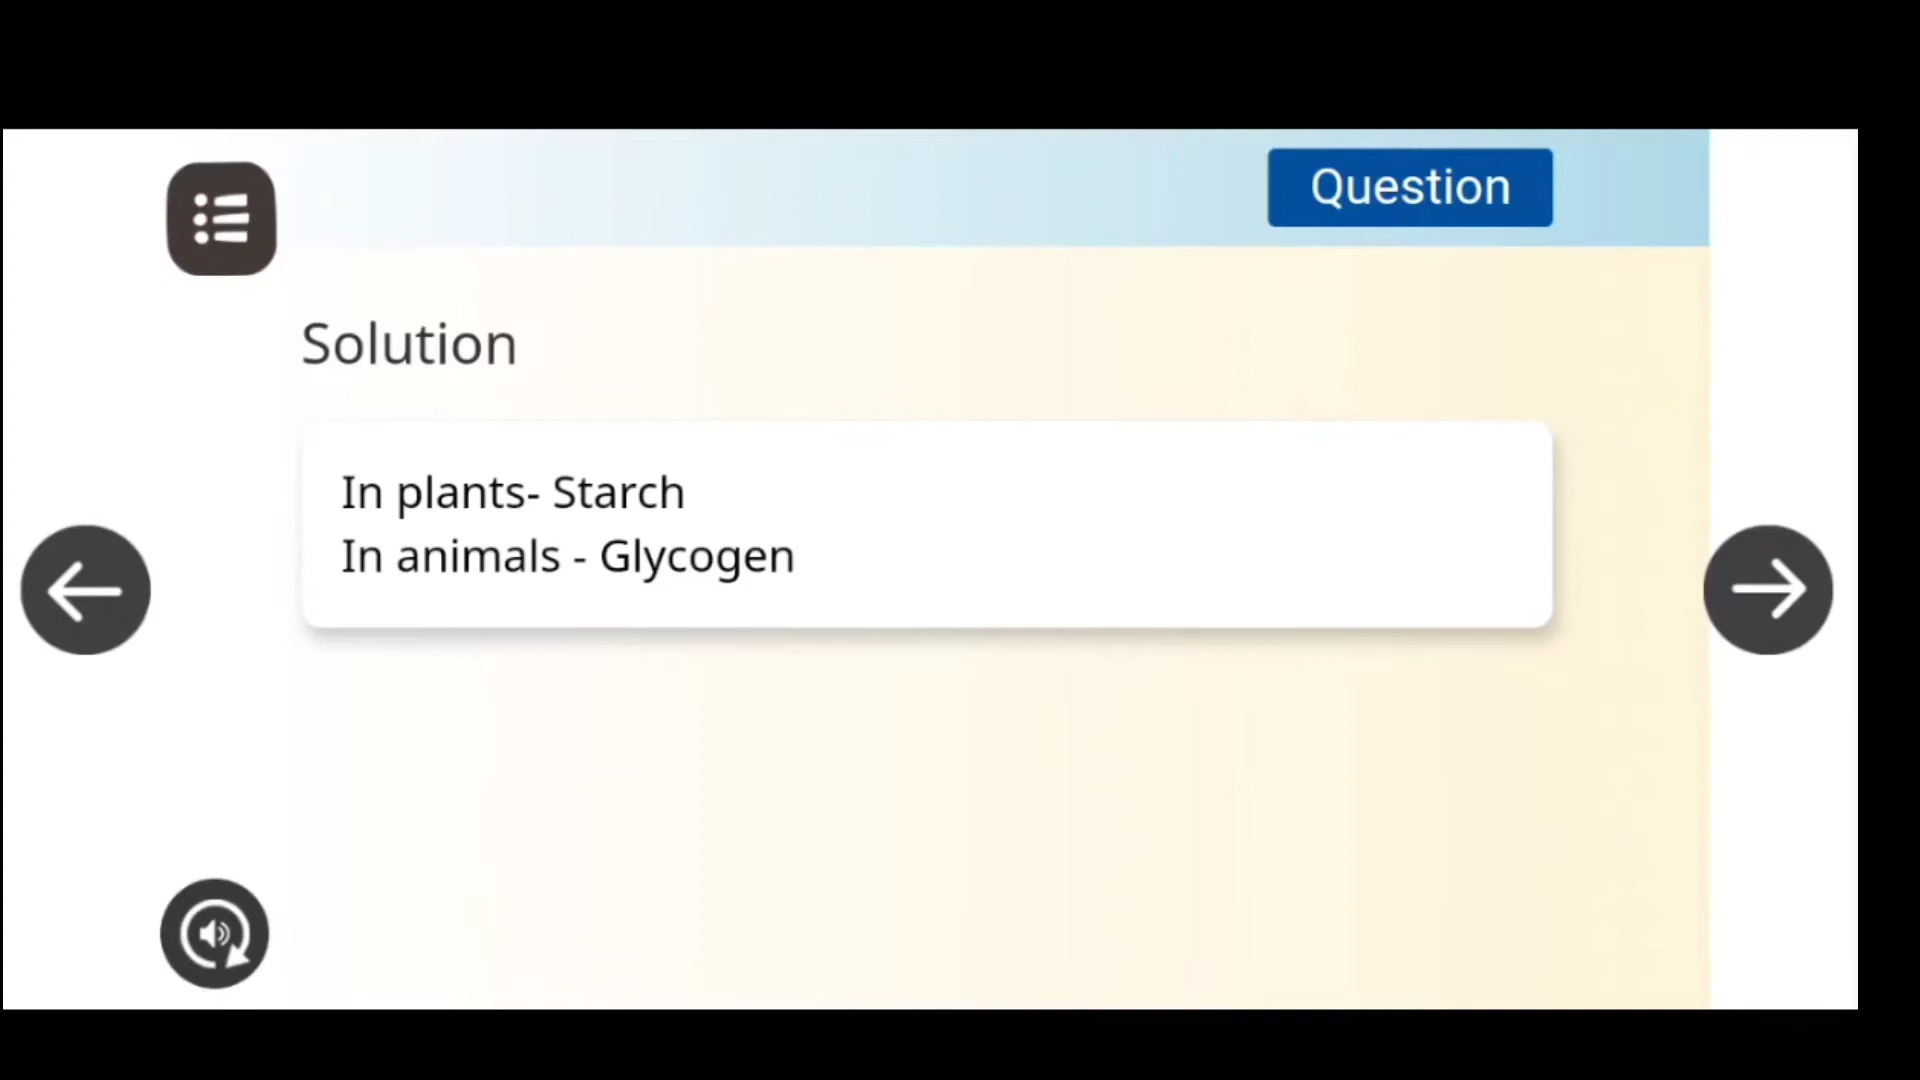 Question
Solution
In plants- Starch
In animals - Glycogen